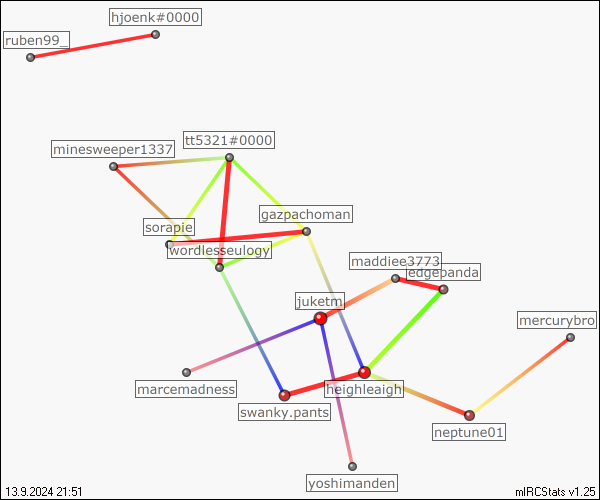 hjoenk#0000
ruben99_
tt5321#0000
minesweeper1337
gazpachoman
sorapie
wordlesseulogy
maddiee3773
edgepanda
juketm
mercurybro
marcemadness
heighleaigh
swanky.pants
neptune01
yoshimanden
13.9.2024 21:51
mIRCStats v1.25